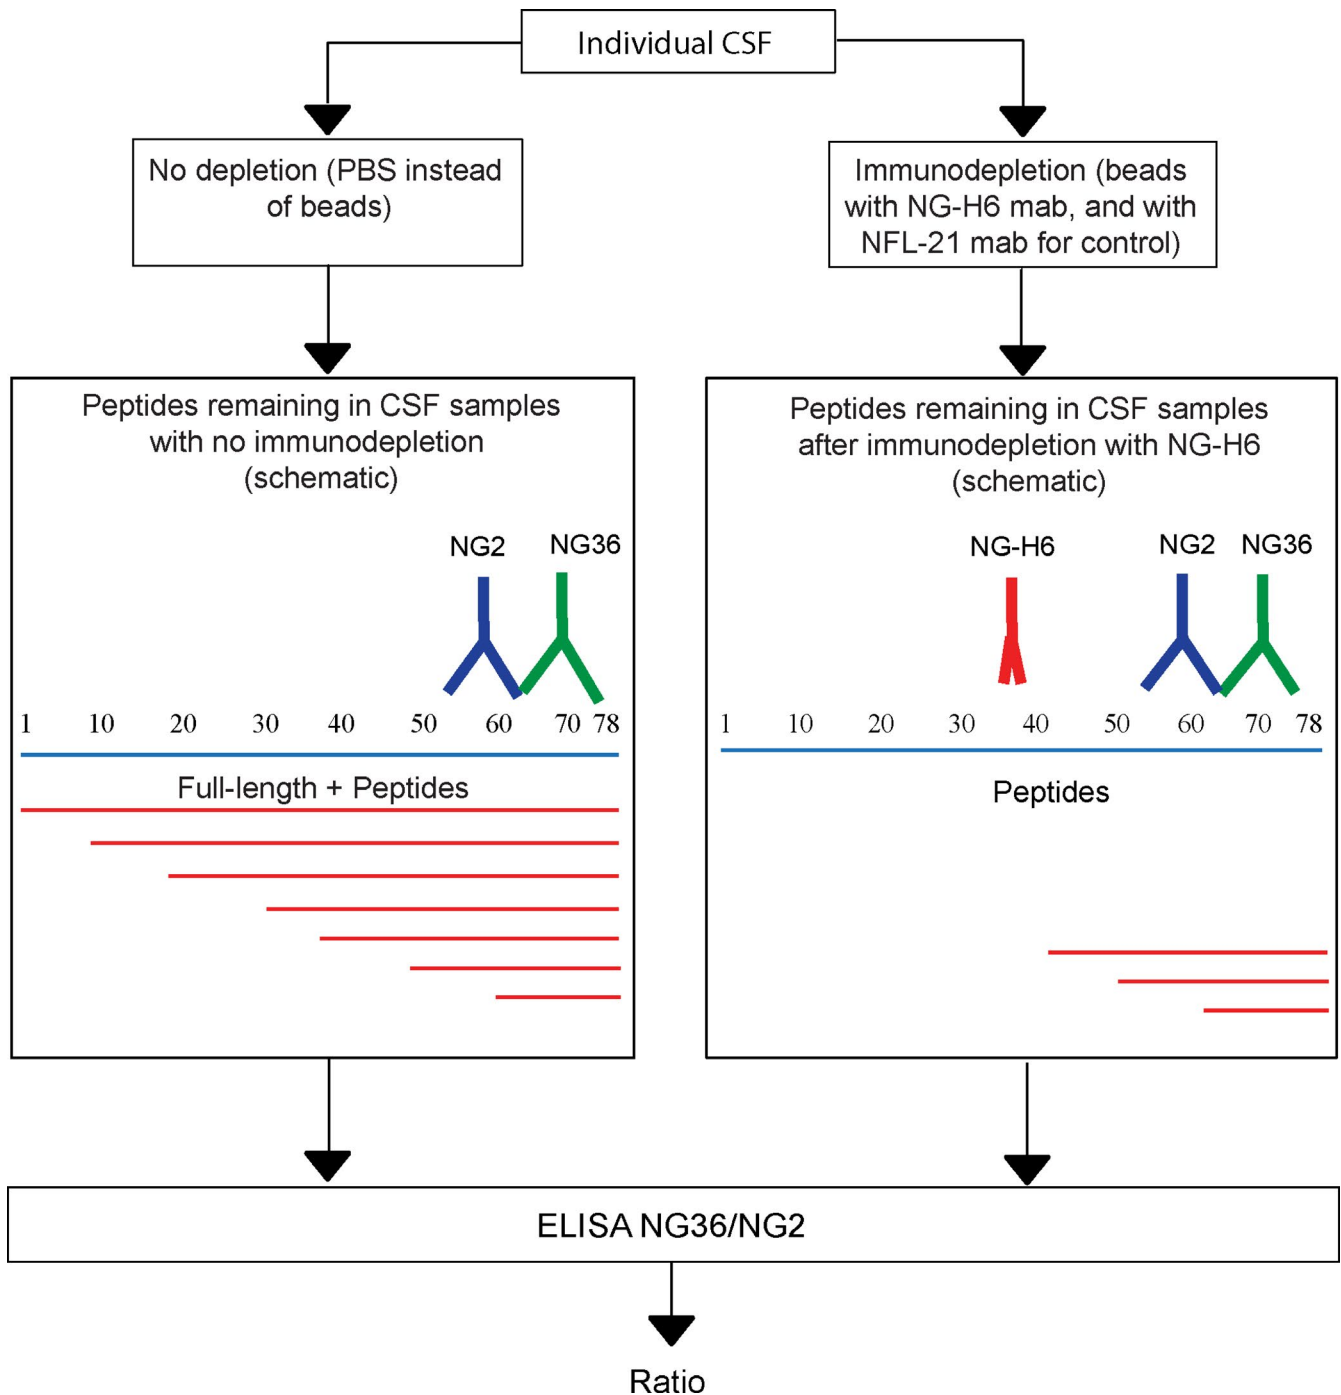 Individual CSF
No depletion (PBS instead
of beads)
Immunodepletion (beads
with NG-H6 mab, and with
NFL-21 mab for control)
Peptides remaining in CSF samples
with no immunodepletion
(schematic)
NG2 NG36
1 10 20 30 40 50 60 70 78
Full-length + Peptides
Peptides remaining in CSF samples
after immunodepletion with NG-H6
(schematic)
NG-H6 NG2 NG36
1 10 20 30 40 50 60 70 78
Peptides
ELISA NG36/NG2
Ratio